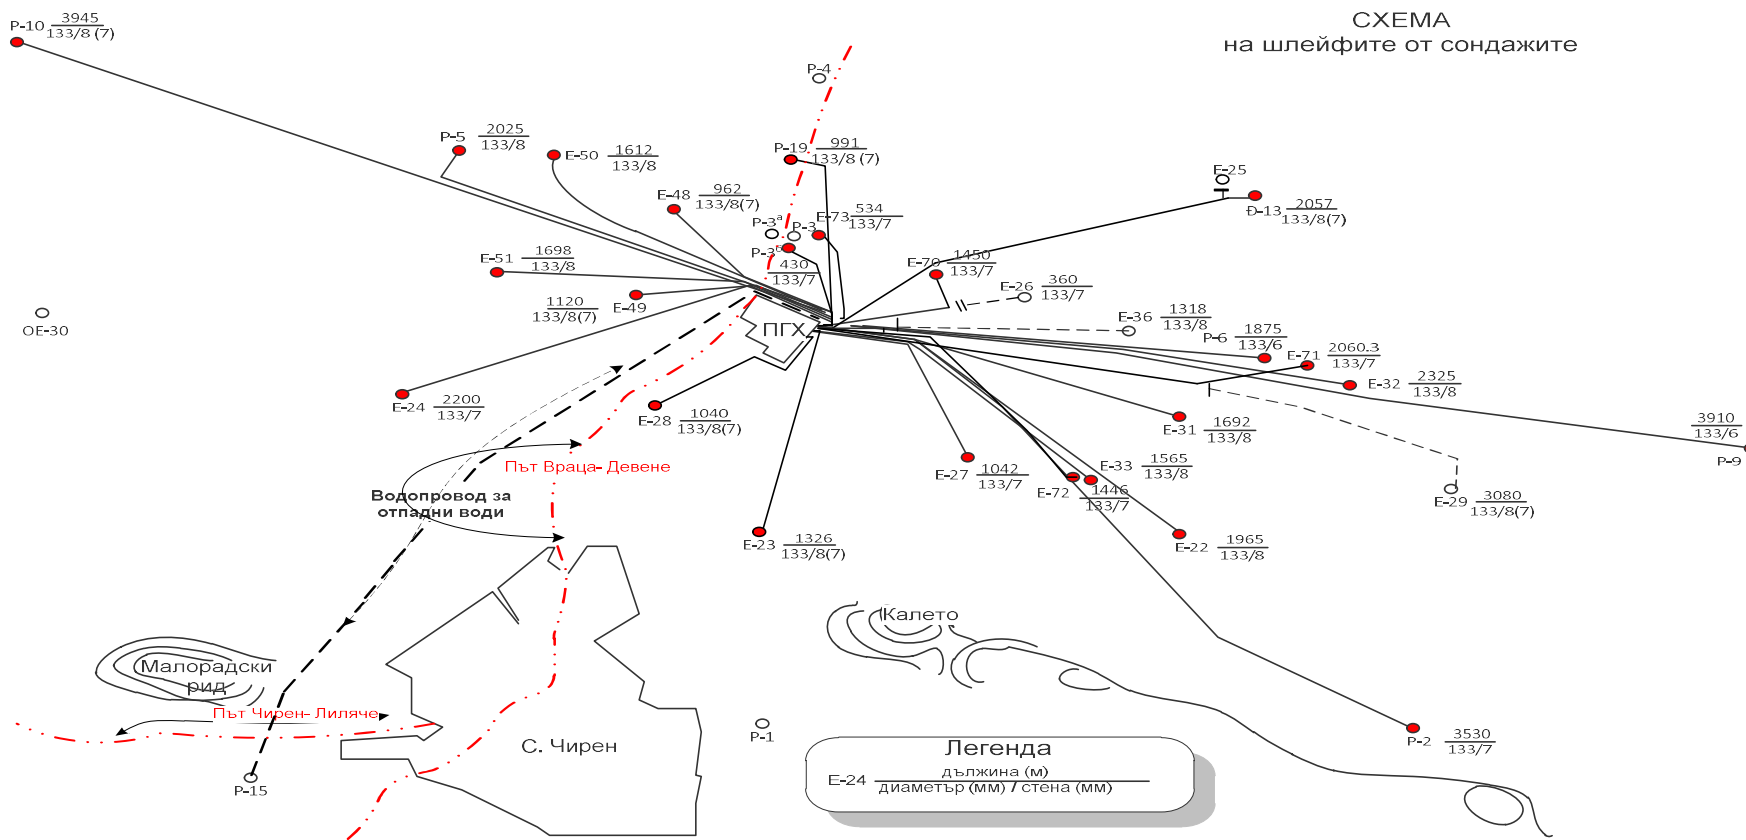 СХЕМА
на шлейфите от сондажите
Р-10 3945
133/8 (7)
Р-4
Р-5 2025
133/8
Е-50 1612
133/8
Р-19 991
133/8 (7)
Е-25
Е-48 962
133/8(7)
Р-3а
Р-3
Е-73 534
133/7
Đ-13 2057
133/8(7)
Е-51 1698
133/8
Р-3б
430
133/7
Е-70 1450
133/7
Е-26 360
133/7
1120
133/8(7)
Е-49
ОЕ-30
ПГХ
Е-36 1318
133/8
Р-6 1875
133/6
Е-71 2060.3
133/7
Е-32 2325
133/8
Е-24 2200
133/7
Е-28 1040
133/8(7)
Е-31 1692
133/8
3910
133/6
Р-9
Път Враца- Девене
Е-27 1042
133/7
Е-33 1565
133/8
Е-72 1446
133/7
Е-29 3080
133/8(7)
Водопровод за
отпадни води
Е-23 1326
133/8(7)
Е-22 1965
133/8
Калето
Малорадски
рид
Път Чирен- Лиляче
С. Чирен
Р-1
Р-2 3530
133/7
Р-15
Легенда
Е-24 дължина (м)
диаметър (мм) / стена (мм)